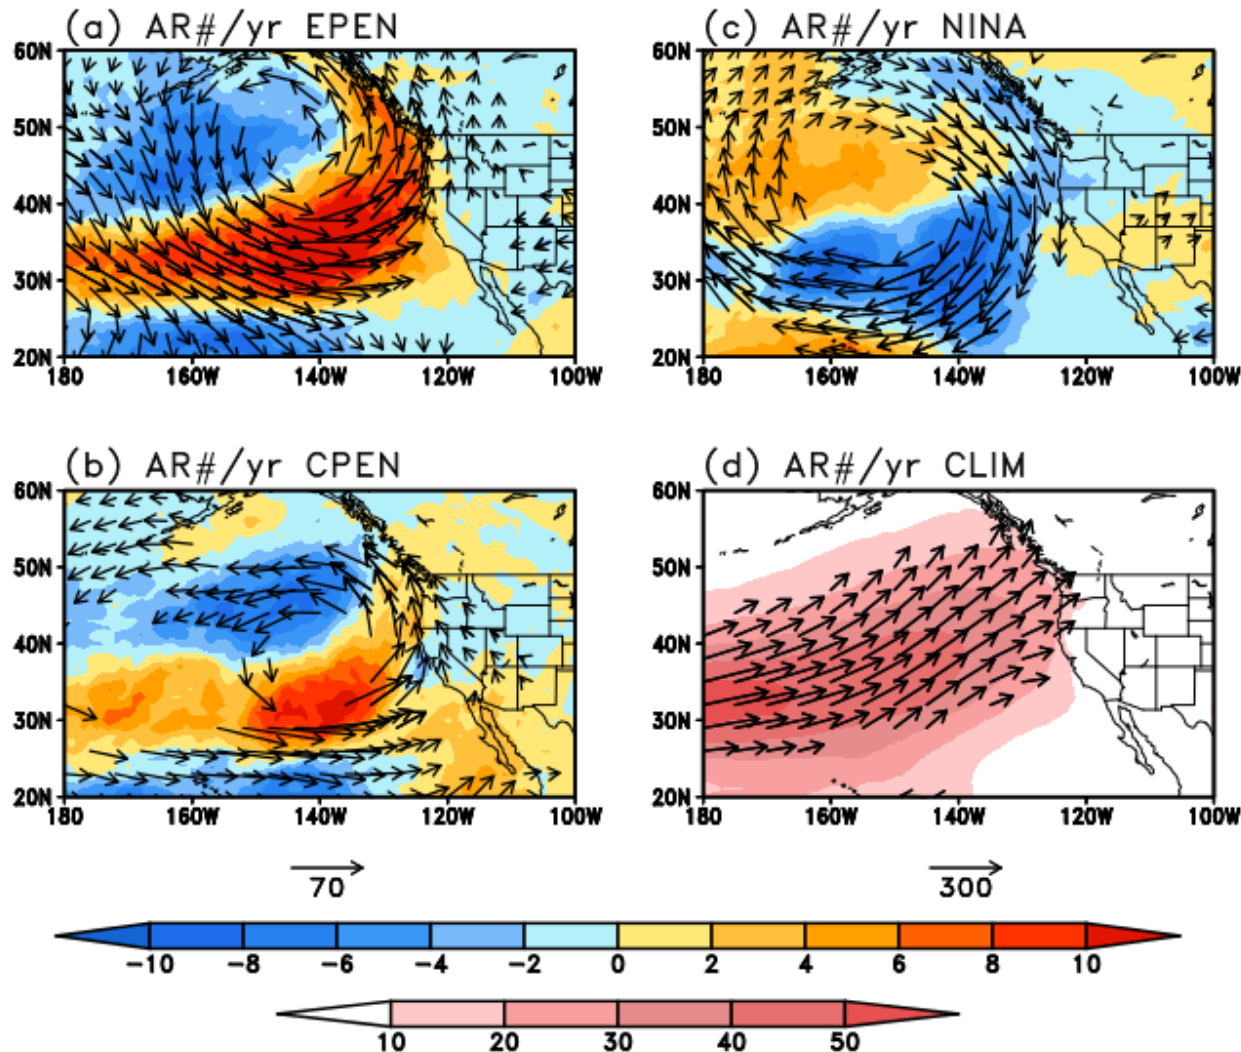 (a) AR#/yr EPEN
60N
50N
40N
30N
20N
180 160W 140W 120W 100W
(c) AR#/yr NINA
60N
50N
40N
30N
20N
180 160W 140W 120W 100W
(b) AR#/yr CPEN
60N
50N
40N
30N
20N
180 160W 140W 120W 100W
(d) AR#/yr CLIM
60N
50N
40N
30N
20N
180 160W 140W 120W 100W
70
300
-10 -8 -6 -4 -2 0 2 4 6 8 10
10 20 30 40 50